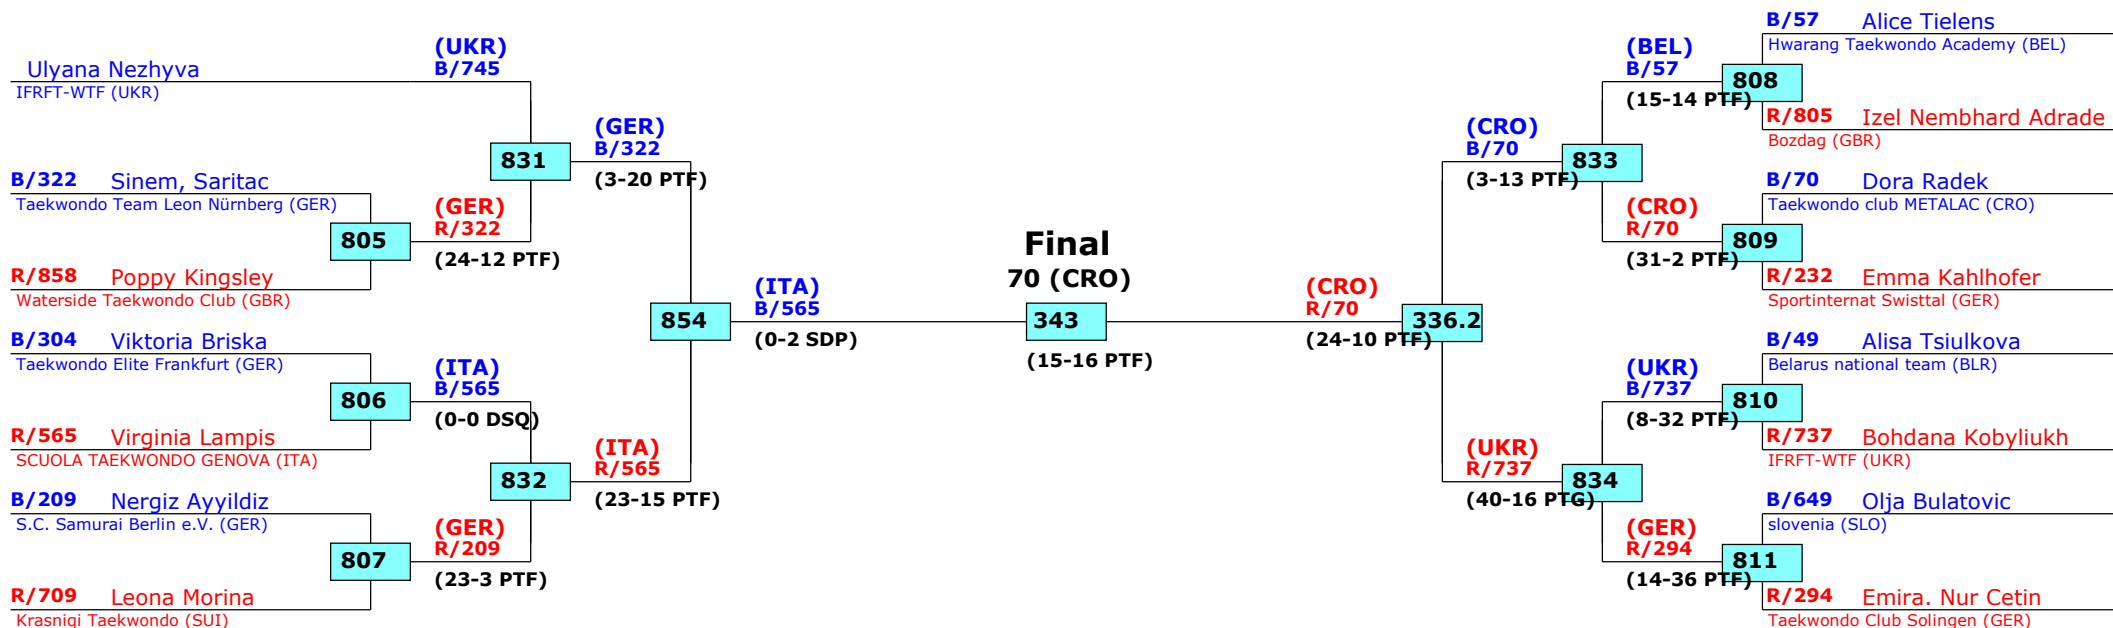 Ulyana Nezhyva
IFRFT-WTF (UKR)
(UKR)
B/745
B/322 Sinem, Saritac
Taekwondo Team Leon Nürnberg (GER)
805
R/858 Poppy Kingsley
Waterside Taekwondo Club (GBR)
(GER)
R/322
(24-12 PTF)
831
(GER)
B/322
(3-20 PTF)
B/304 Viktoria Briska
Taekwondo Elite Frankfurt (GER)
806
R/565 Virginia Lampis
SCUOLA TAEKWONDO GENOVA (ITA)
(ITA)
B/565
(0-0 DSQ)
B/209 Nergiz Ayyildiz
S.C. Samurai Berlin e.V. (GER)
807
R/709 Leona Morina
Krasniqi Taekwondo (SUI)
(GER)
R/209
(23-3 PTF)
832
(ITA)
R/565
(23-15 PTF)
854
(ITA)
B/565
(0-2 SDP)
Final
70 (CRO)
343
(15-16 PTF)
(CRO)
R/70
(24-10 PTF)
336.2
(CRO)
B/70
(3-13 PTF)
833
(BEL)
B/57
(15-14 PTF)
808
B/57 Alice Tielens
Hwarang Taekwondo Academy (BEL)
R/805 Izel Nembhard Adrade
Bozdag (GBR)
(CRO)
R/70
(31-2 PTF)
809
B/70 Dora Radek
Taekwondo club METALAC (CRO)
R/232 Emma Kahlhofer
Sportinternat Swisttal (GER)
(UKR)
R/737
(40-16 PTG)
834
(UKR)
B/737
(8-32 PTF)
810
B/49 Alisa Tsiulkova
Belarus national team (BLR)
R/737 Bohdana Kobyliukh
IFRFT-WTF (UKR)
(GER)
R/294
(14-36 PTF)
811
B/649 Olja Bulatovic
slovenia (SLO)
R/294 Emira. Nur Cetin
Taekwondo Club Solingen (GER)